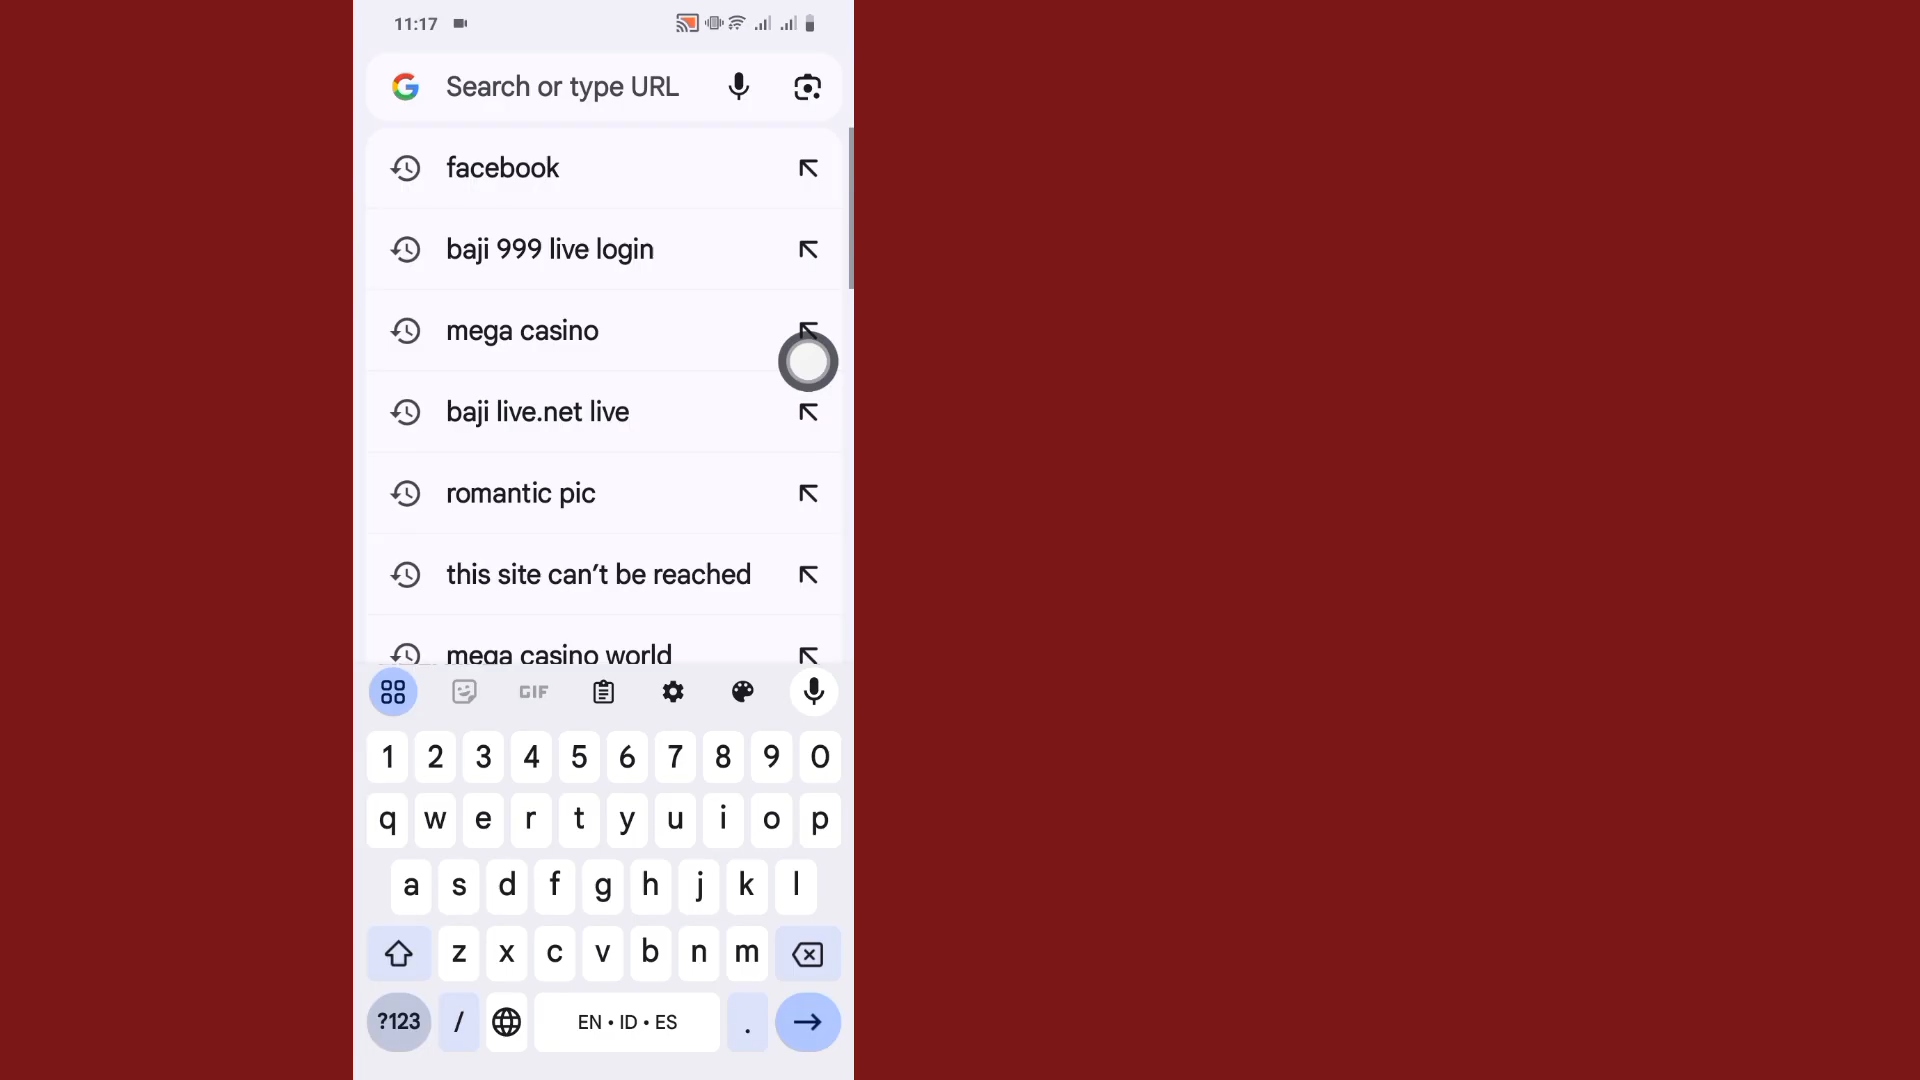 11:17
Search or type URL
facebook
baji 999 live login
mega casino
baji live.net live
romantic pic
this site can’t be reached
mega casino world
GIF
1 2 3 4 5 6 7 8 9 0
q w e r t y u i o p
a s d f g h j k l
z x c v b n m
?123 / EN • ID • ES .